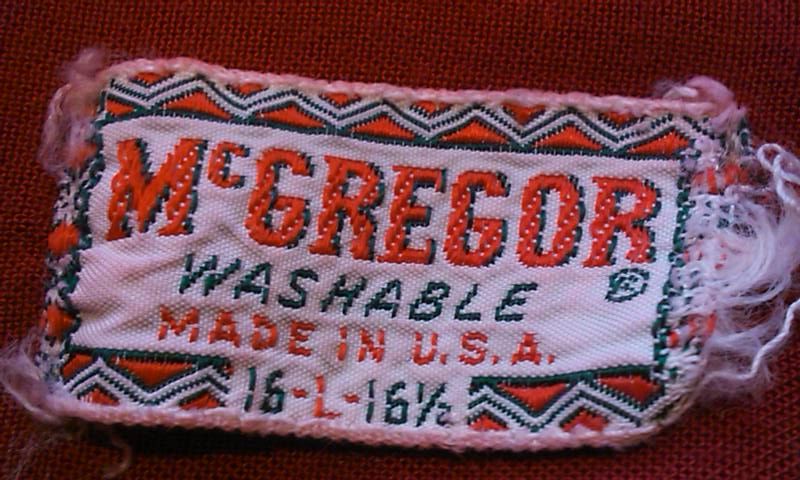 McGREGOR
WASHABLE ®
MADE IN U.S.A.
16-L-16½